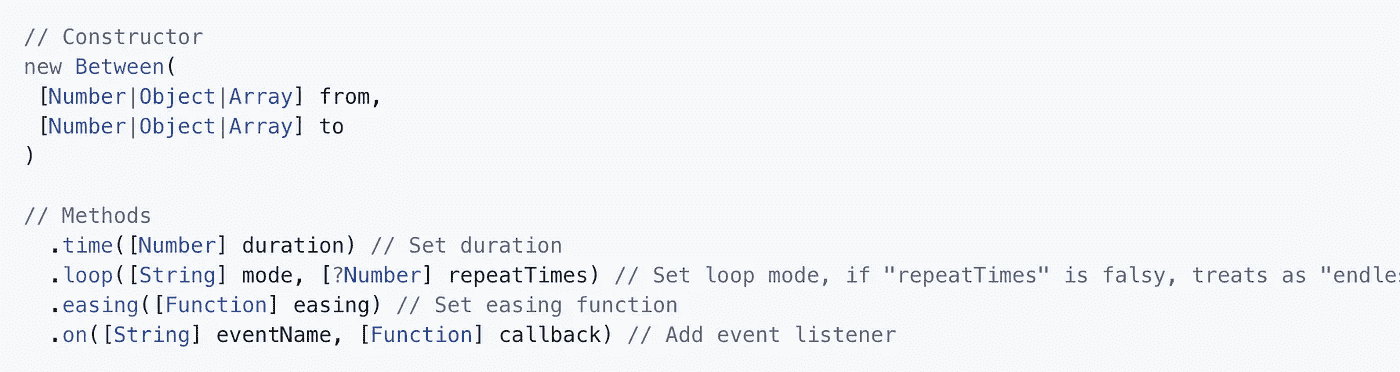 // Constructor
new Between(
 [Number|Object|Array] from,
 [Number|Object|Array] to
)

// Methods
  .time([Number] duration) // Set duration
  .loop([String] mode, [?Number] repeatTimes) // Set loop mode, if "repeatTimes" is falsy, treats as
  .easing([Function] easing) // Set easing function
  .on([String] eventName, [Function] callback) // Add event listener